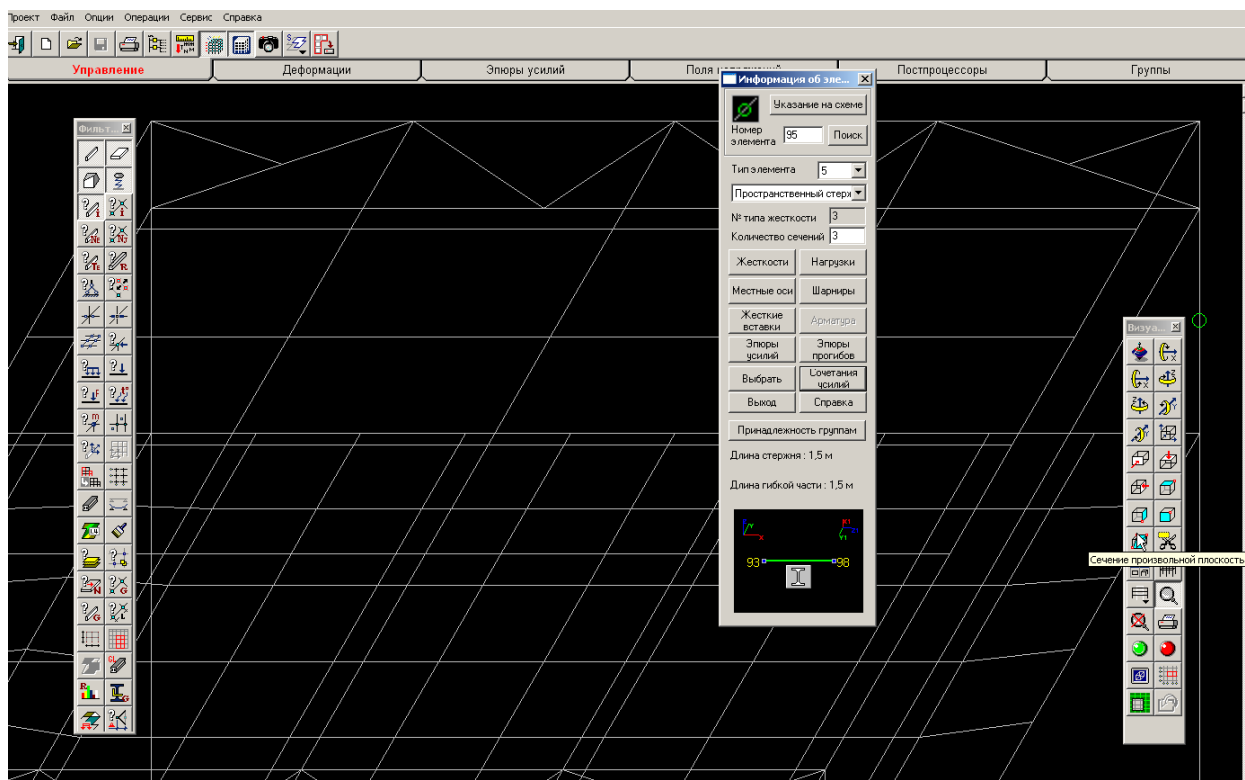 Проект Файл Опции Операции Сервис Справка
Управление Деформации Эпюры усилий Поля Постпроцессоры Группы
Информация об эле...
Указание на схеме
Номер элемента 95 Поиск
Тип элемента 5
Пространственный стерж
№ типа жесткости 3
Количество сечений 3
Жесткости Нагрузки
Местные оси Шарниры
Жесткие вставки Арматура
Эпюры усилий Эпюры прогибов
Выбрать Сочетания усилий
Выход Справка
Принадлежность группам
Длина стержня : 1,5 м
Длина гибкой части : 1,5 м
93 98
Фильт...
Визуа...
Сечение произвольной плоскость